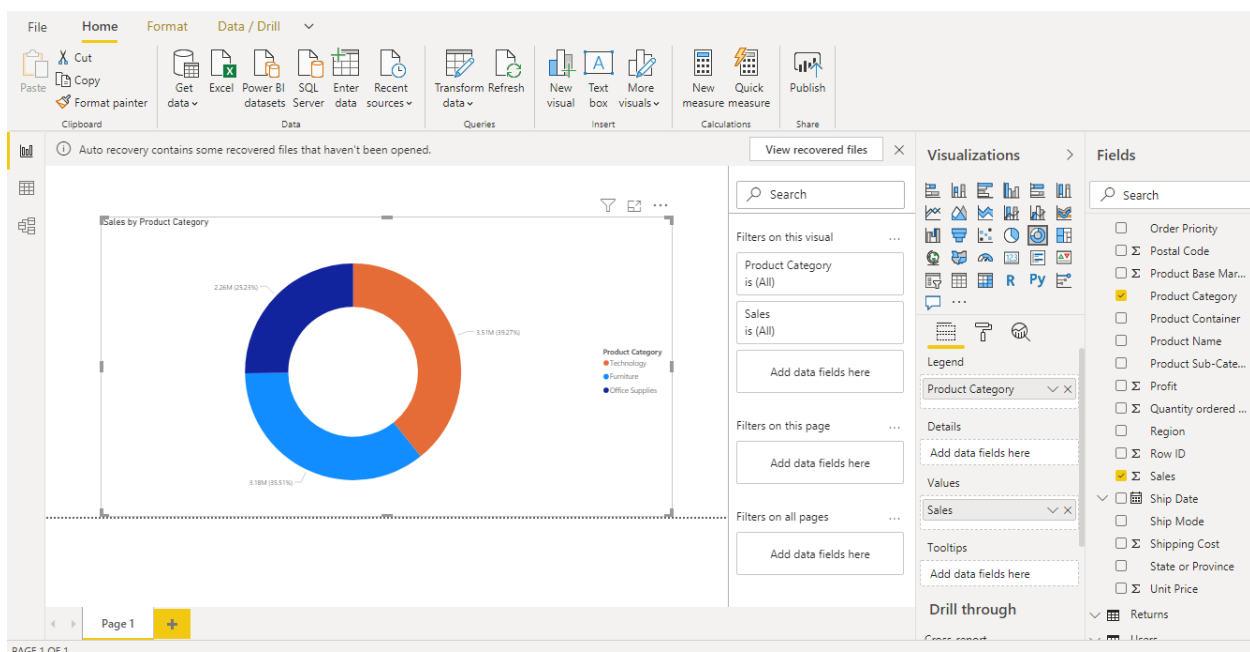 File Home Format Data / Drill
Cut
Copy
Paste
Format painter
Get data
Excel
Power BI datasets
SQL Server
Enter data
Recent sources
Transform data
Refresh
New visual
Text box
A
More visuals
New measure
Quick measure
Publish
Clipboard Data Queries Insert Calculations Share
Auto recovery contains some recovered files that haven't been opened.
View recovered files
Sales by Product Category
2.26M (25.23%)
3.51M (39.27%)
3.18M (35.51%)
Product Category
Technology
Furniture
Office Supplies
Search
Filters on this visual
Product Category
is (All)
Sales
is (All)
Add data fields here
Filters on this page
Add data fields here
Filters on all pages
Add data fields here
Visualizations
123
R Py
Legend
Product Category
Details
Add data fields here
Values
Sales
Tooltips
Add data fields here
Drill through
Cross-report
Fields
Search
Order Priority
Σ Postal Code
Σ Product Base Mar...
Product Category
Product Container
Product Name
Product Sub-Cate...
Σ Profit
Σ Quantity ordered ...
Region
Σ Row ID
Σ Sales
Ship Date
Ship Mode
Σ Shipping Cost
State or Province
Σ Unit Price
Returns
Users
Page 1
PAGE 1 OF 1